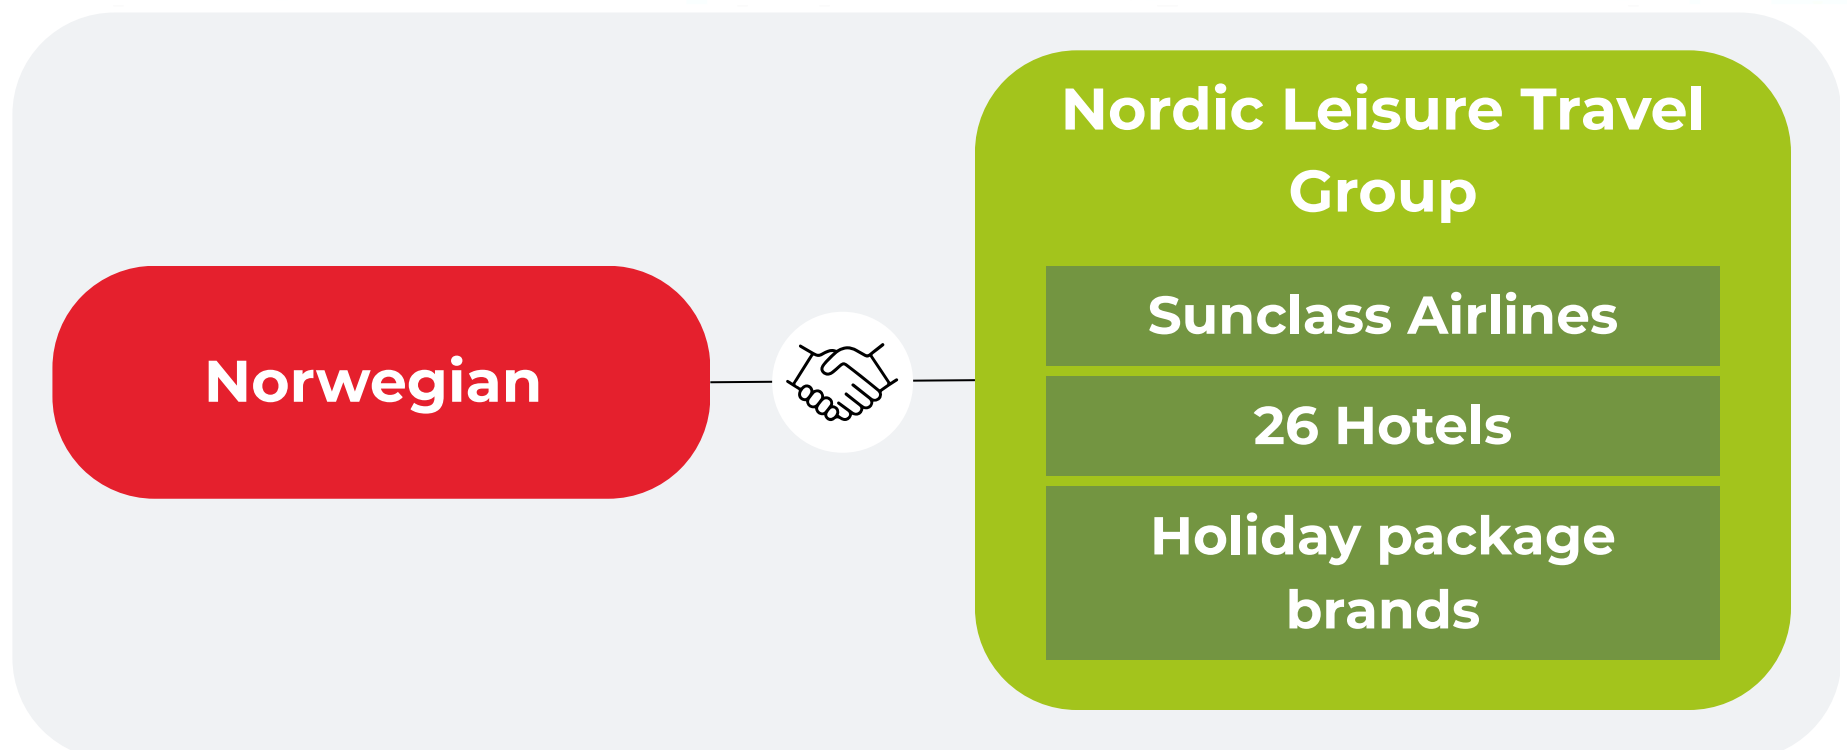 Nordic Leisure Travel
Group
Norwegian
Sunclass Airlines
26 Hotels
Holiday package
brands